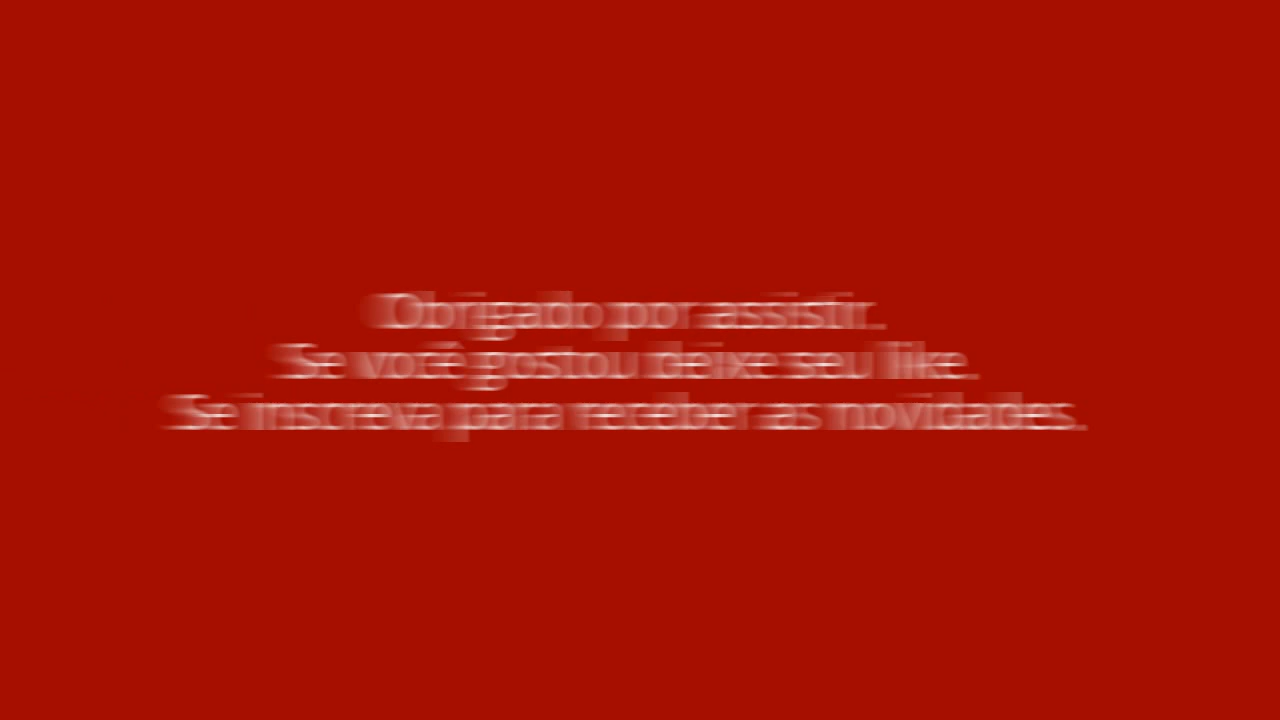 Obrigado por assistir.
Se você gostou deixe seu like.
Se inscreva para receber as novidades.